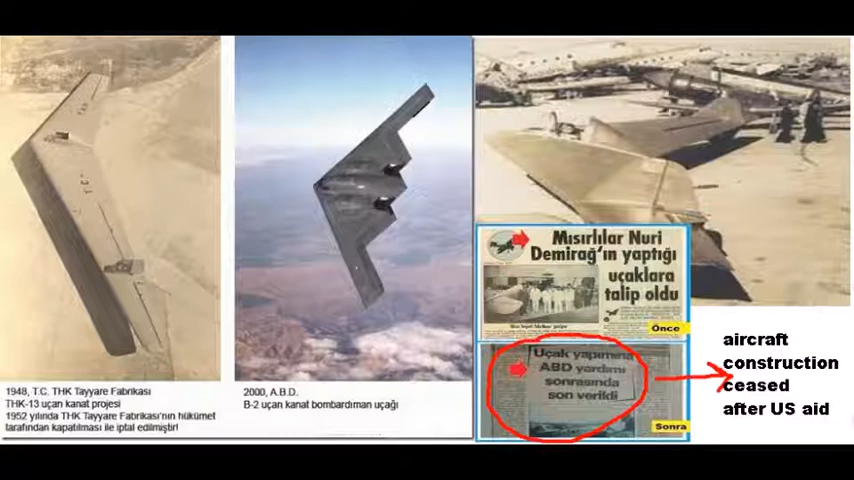 1948, T.C. THK Tayyare Fabrikası
THK-13 uçan kanat projesi
1952 yılında THK Tayyare Fabrikası'nın hükümet
tarafından kapatılması ile iptal edilmiştir!
2000, A.B.D.
B-2 uçan kanat bombardıman uçağı
Mısırlılar Nuri
Demirağ'ın yaptığı
uçaklara
talip oldu
Önce
Uçak yapımına
ABD yardımı
sonrasında
son verildi
Sonra
aircraft
construction
ceased
after US aid